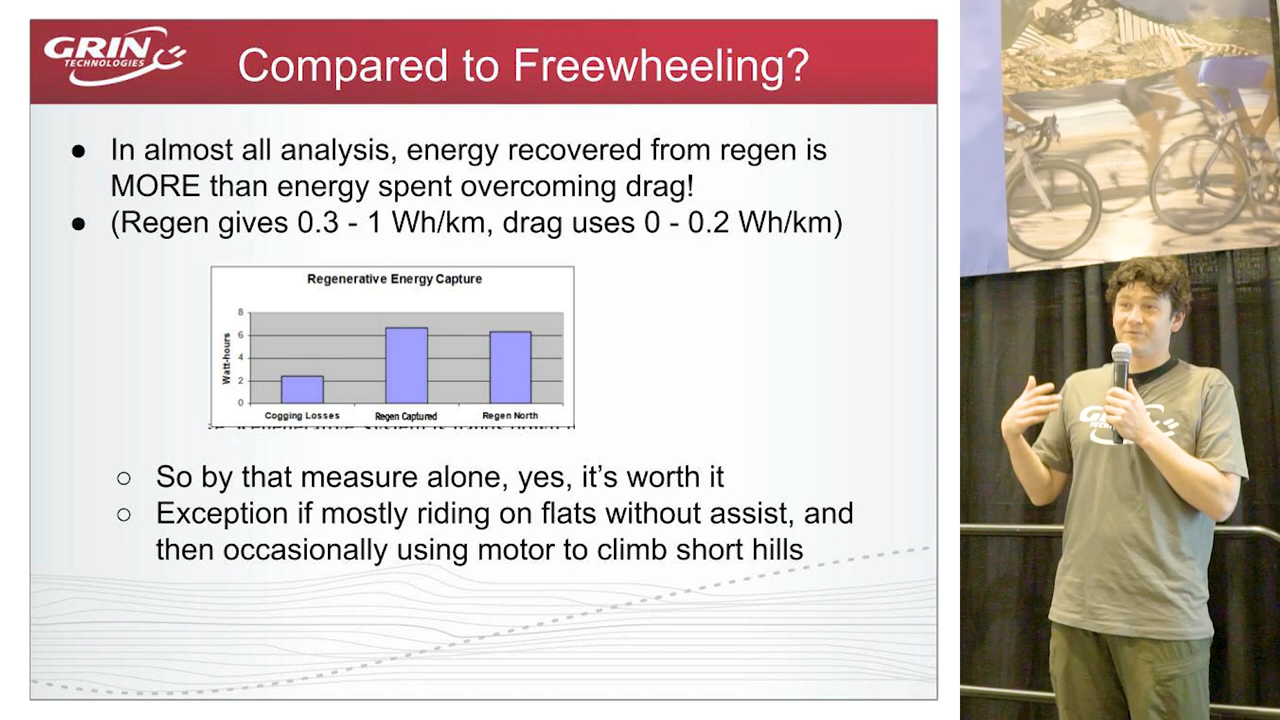 GRIN
TECHNOLOGIES
Compared to Freewheeling?
● In almost all analysis, energy recovered from regen is
MORE than energy spent overcoming drag!
● (Regen gives 0.3 - 1 Wh/km, drag uses 0 - 0.2 Wh/km)
Regenerative Energy Capture
8
6
4
2
0
Watt-hours
Cogging Losses
Regen Captured
Regen North
○ So by that measure alone, yes, it's worth it
○ Exception if mostly riding on flats without assist, and
then occasionally using motor to climb short hills
GRIN